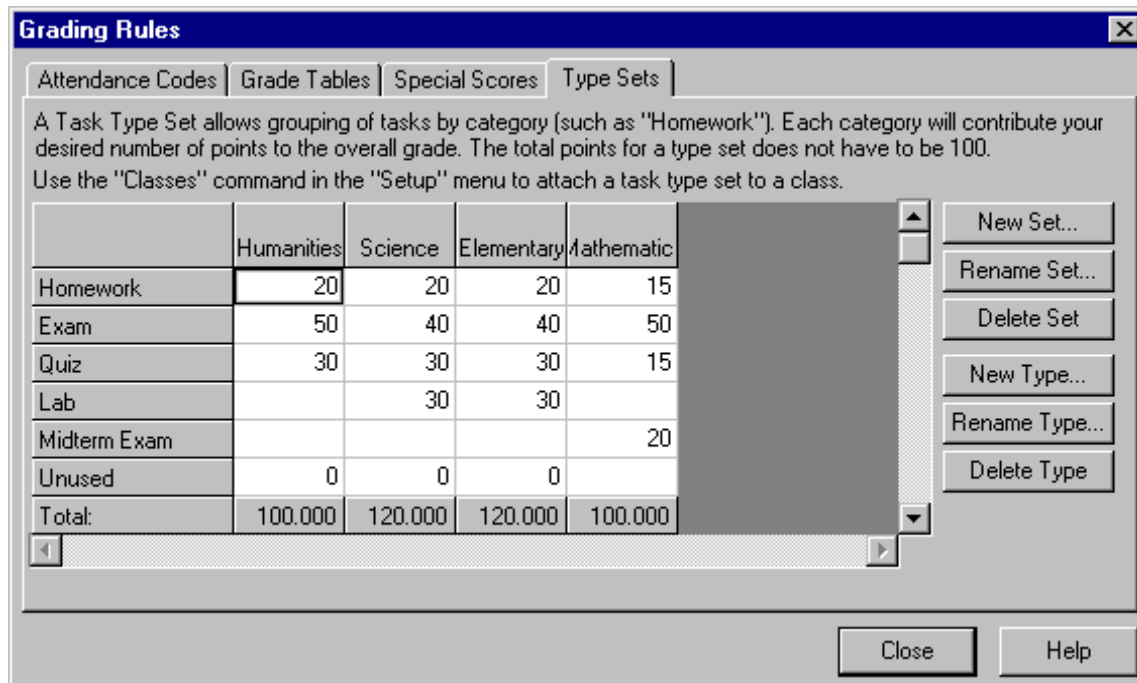 Grading Rules
Attendance Codes Grade Tables Special Scores Type Sets
A Task Type Set allows grouping of tasks by category (such as "Homework"). Each category will contribute your
desired number of points to the overall grade. The total points for a type set does not have to be 100.
Use the "Classes" command in the "Setup" menu to attach a task type set to a class.
Humanities Science Elementary Mathematic
Homework 20 20 20 15
Exam 50 40 40 50
Quiz 30 30 30 15
Lab 30 30
Midterm Exam 20
Unused 0 0 0
Total: 100.000 120.000 120.000 100.000
New Set...
Rename Set...
Delete Set
New Type...
Rename Type...
Delete Type
Close Help